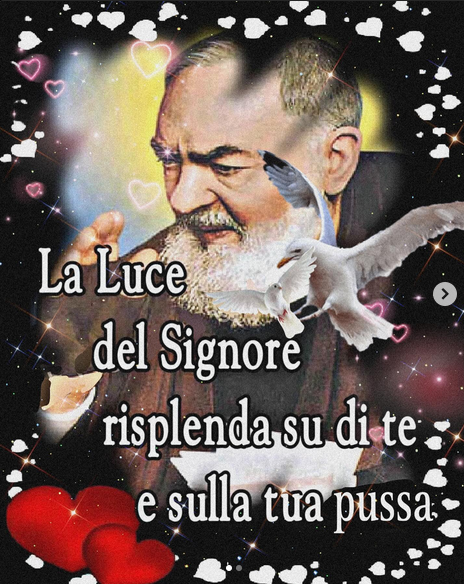 La Luce
del Signore
risplenda su di te
e sulla tua pussa